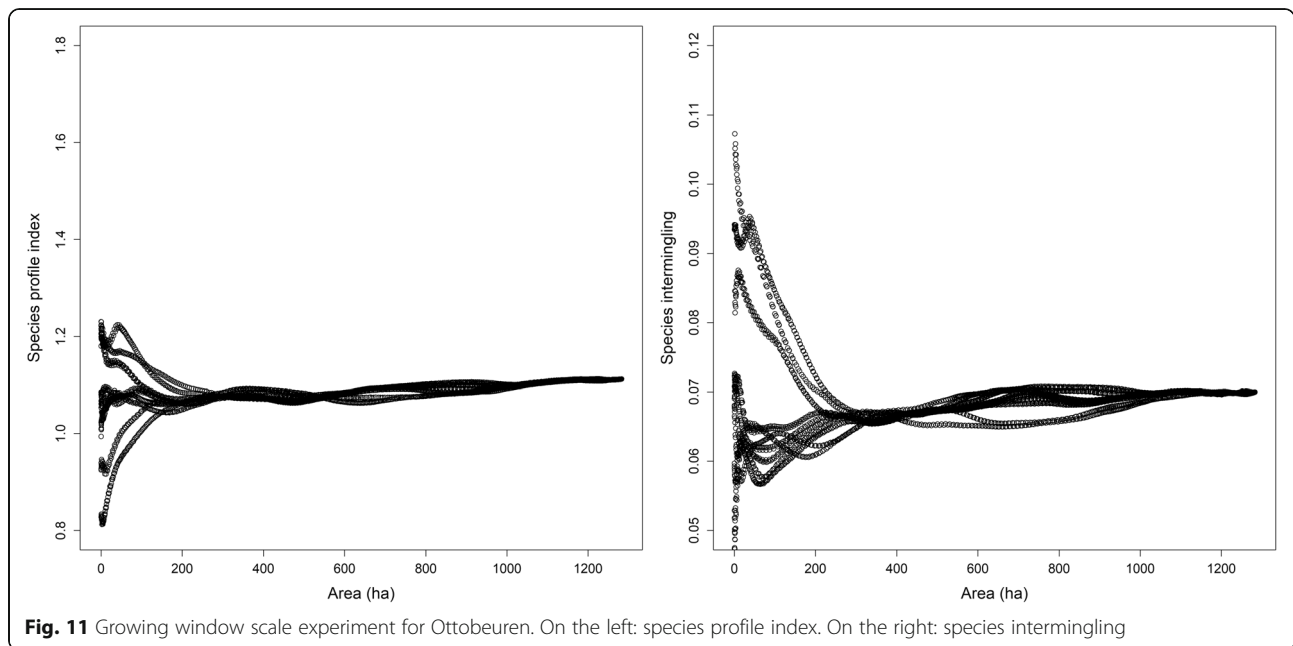 Species profile index
1.8
1.6
1.4
1.2
1.0
0.8
0 200 400 600 800 1000 1200
Area (ha)
Species intermingling
0.12
0.11
0.10
0.09
0.08
0.07
0.06
0.05
0 200 400 600 800 1000 1200
Area (ha)
Fig. 11 Growing window scale experiment for Ottobeuren. On the left: species profile index. On the right: species intermingling